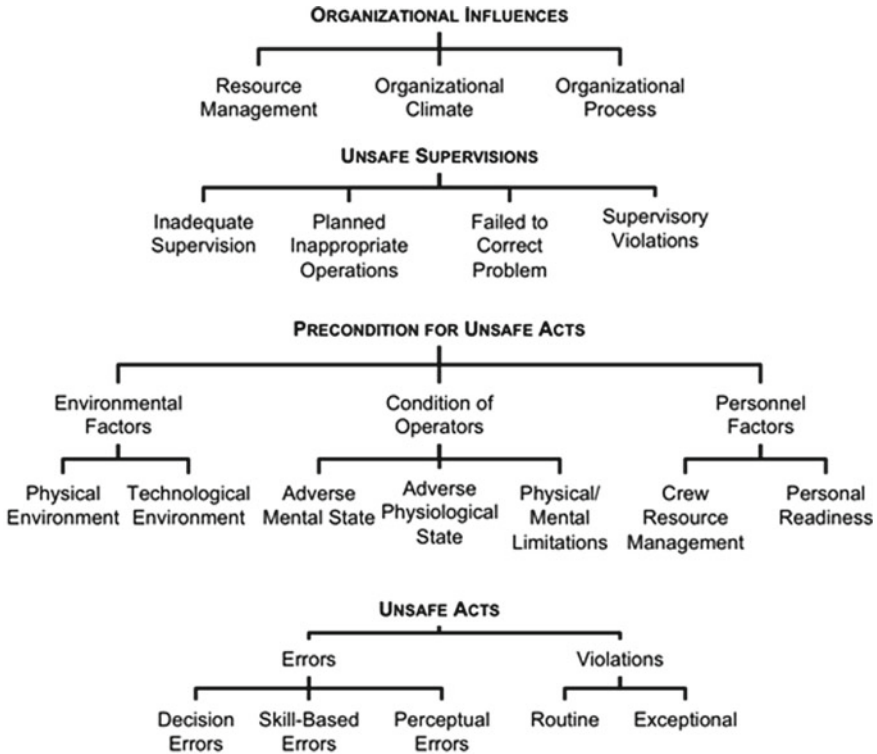 ORGANIZATIONAL INFLUENCES
Resource
Management
Organizational
Climate
Organizational
Process
UNSAFE SUPERVISIONS
Inadequate
Supervision
Planned
Inappropriate
Operations
Failed to
Correct
Problem
Supervisory
Violations
PRECONDITION FOR UNSAFE ACTS
Environmental
Factors
Condition of
Operators
Personnel
Factors
Physical
Environment
Technological
Environment
Adverse
Mental State
Adverse
Physiological
State
Physical/
Mental
Limitations
Crew
Resource
Management
Personal
Readiness
UNSAFE ACTS
Errors
Violations
Decision
Errors
Skill-Based
Errors
Perceptual
Errors
Routine
Exceptional